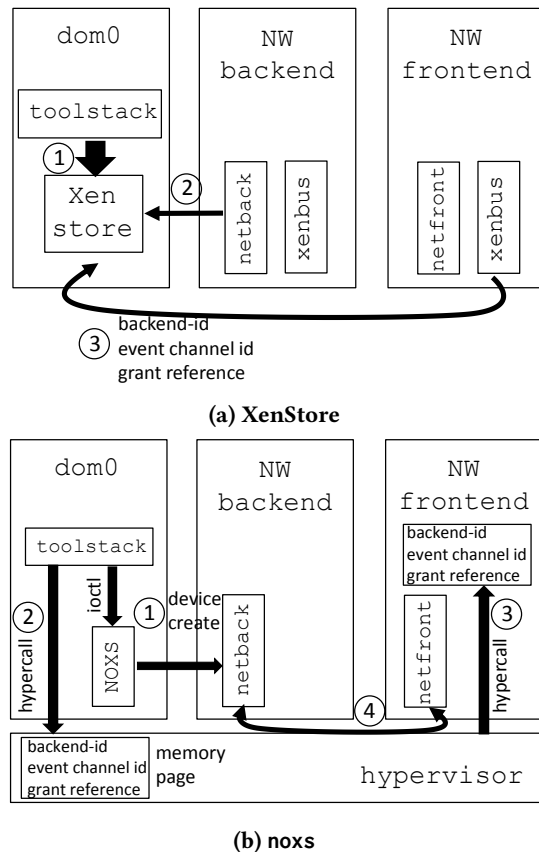 dom0
NW
backend
NW
frontend
toolstack
1
Xen
store
2
netback
xenbus
netfront
xenbus
3
backend-id
event channel id
grant reference
(a) XenStore
dom0
NW
backend
NW
frontend
toolstack
backend-id
event channel id
grant reference
2
hypercall
ioctl
1
device
create
NOXS
netback
netfront
3
hypercall
4
backend-id
event channel id
grant reference
memory
page
hypervisor
(b) noxs